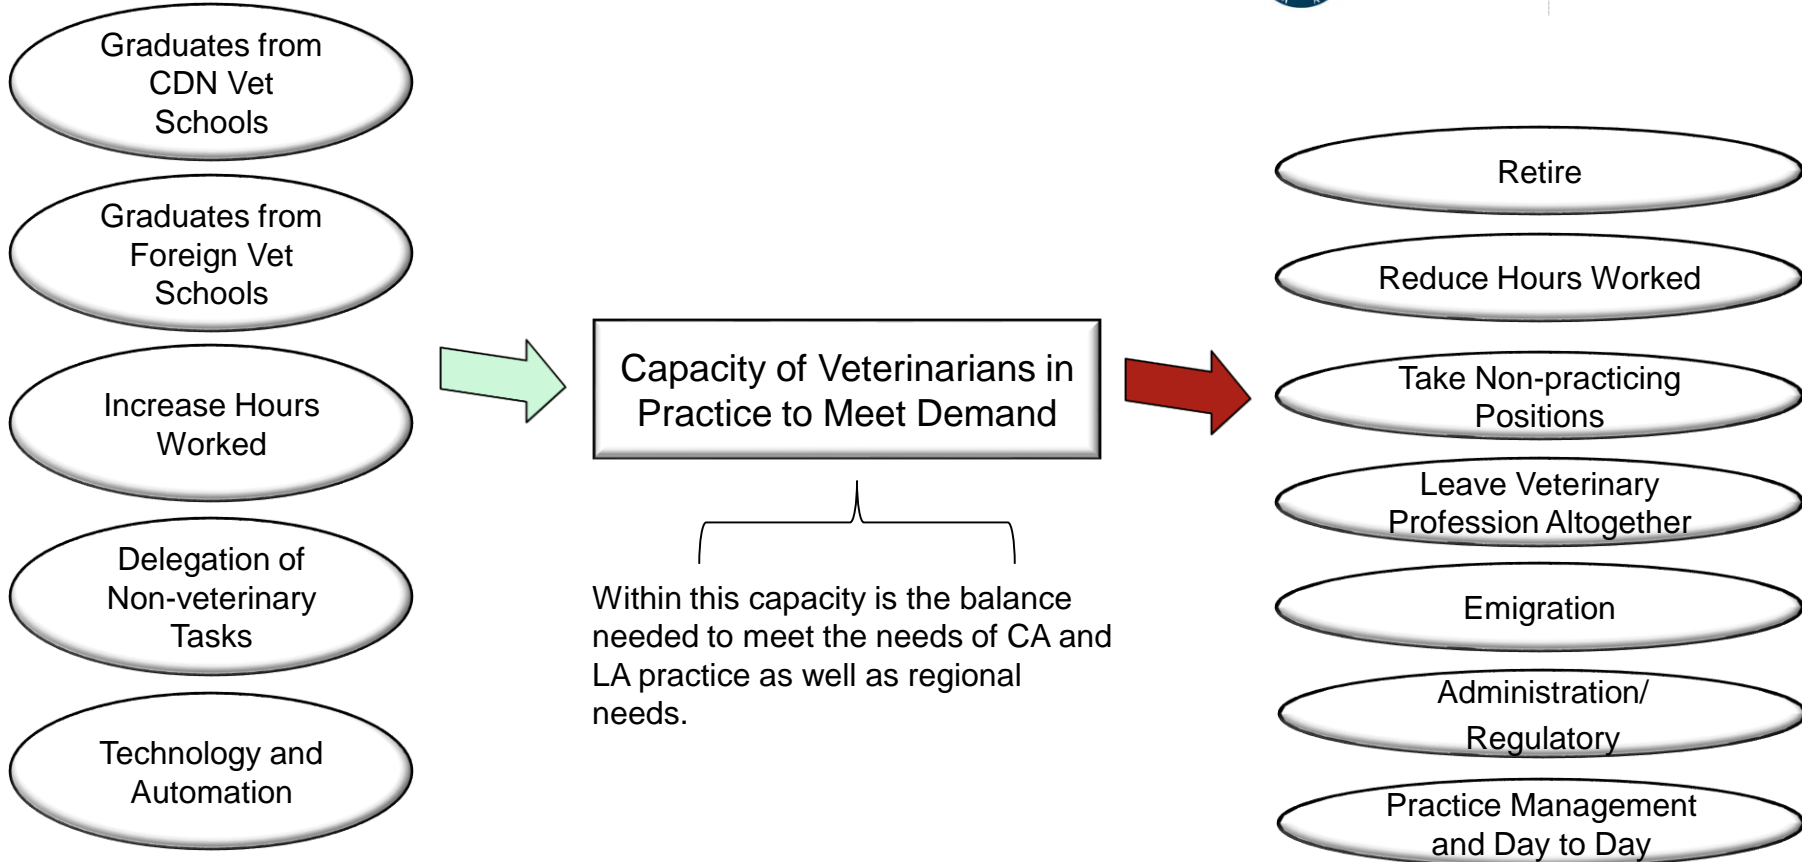 Graduates from
CDN Vet
Schools
Graduates from
Foreign Vet
Schools
Increase Hours
Worked
Delegation of
Non-veterinary
Tasks
Technology and
Automation
Capacity of Veterinarians in
Practice to Meet Demand
Within this capacity is the balance
needed to meet the needs of CA and
LA practice as well as regional
needs.
Retire
Reduce Hours Worked
Take Non-practicing
Positions
Leave Veterinary
Profession Altogether
Emigration
Administration/
Regulatory
Practice Management
and Day to Day